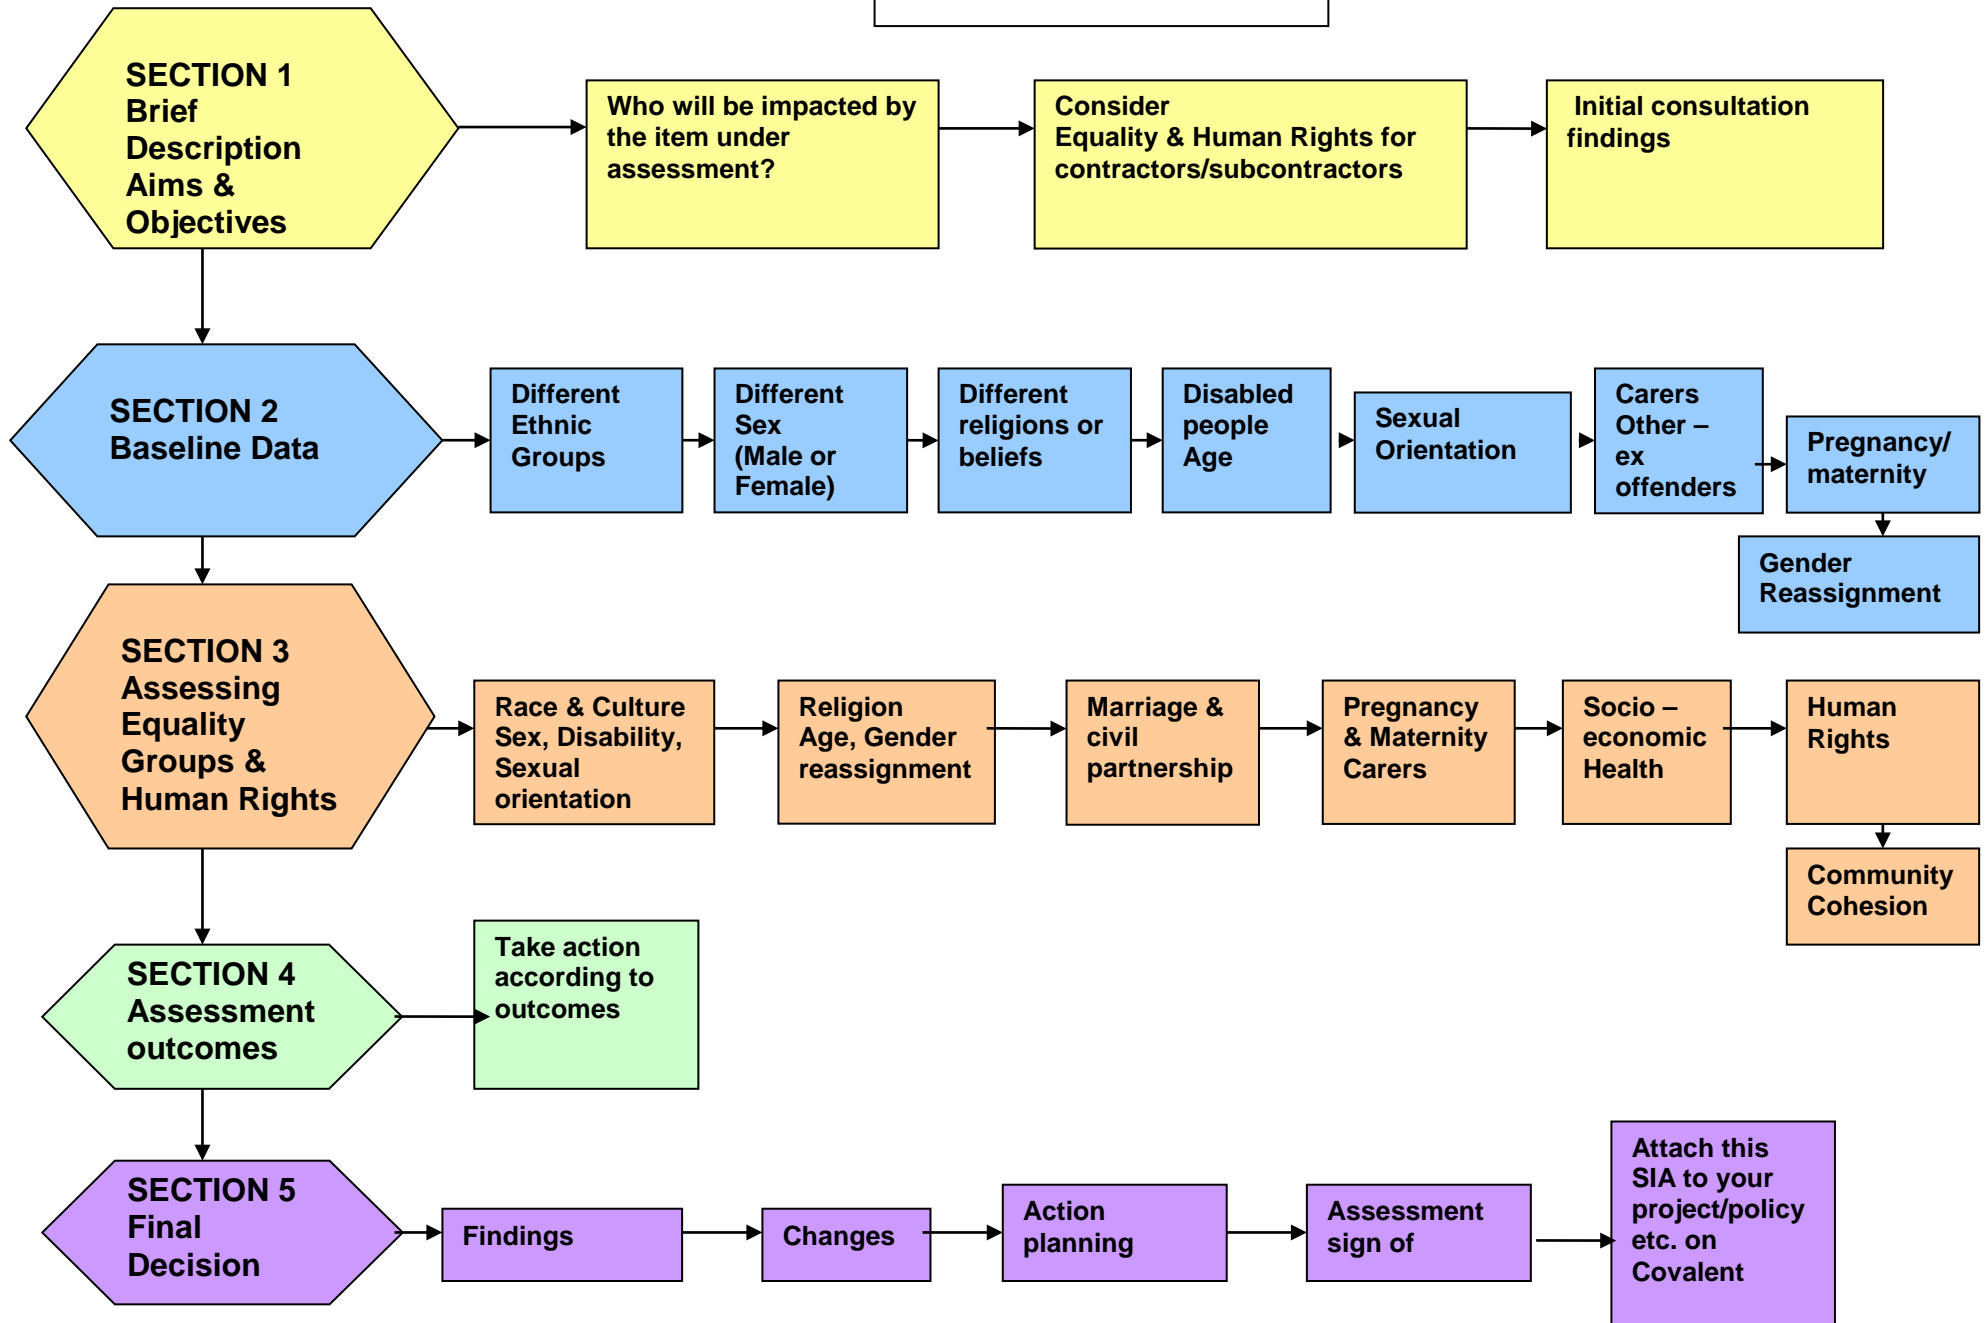 SECTION 1
Brief
Description
Aims &
Objectives
Who will be impacted by
the item under
assessment?
Consider
Equality & Human Rights for
contractors/subcontractors
Initial consultation
findings
SECTION 2
Baseline Data
Different
Ethnic
Groups
Different
Sex
(Male or
Female)
Different
religions or
beliefs
Disabled
people
Age
Sexual
Orientation
Carers
Other –
ex
offenders
Pregnancy/
maternity
Gender
Reassignment
SECTION 3
Assessing
Equality
Groups &
Human Rights
Race & Culture
Sex, Disability,
Sexual
orientation
Religion
Age, Gender
reassignment
Marriage &
civil
partnership
Pregnancy
& Maternity
Carers
Socio –
economic
Health
Human
Rights
Community
Cohesion
SECTION 4
Assessment
outcomes
Take action
according to
outcomes
SECTION 5
Final
Decision
Findings
Changes
Action
planning
Assessment
sign of
Attach this
SIA to your
project/policy
etc. on
Covalent